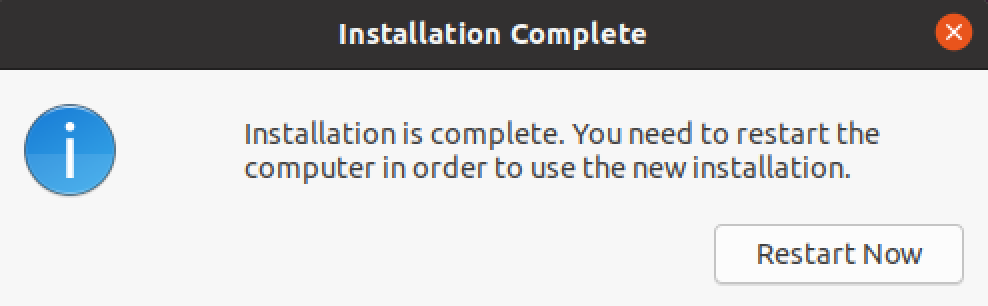 Installation Complete
Installation is complete. You need to restart the
computer in order to use the new installation.
Restart Now